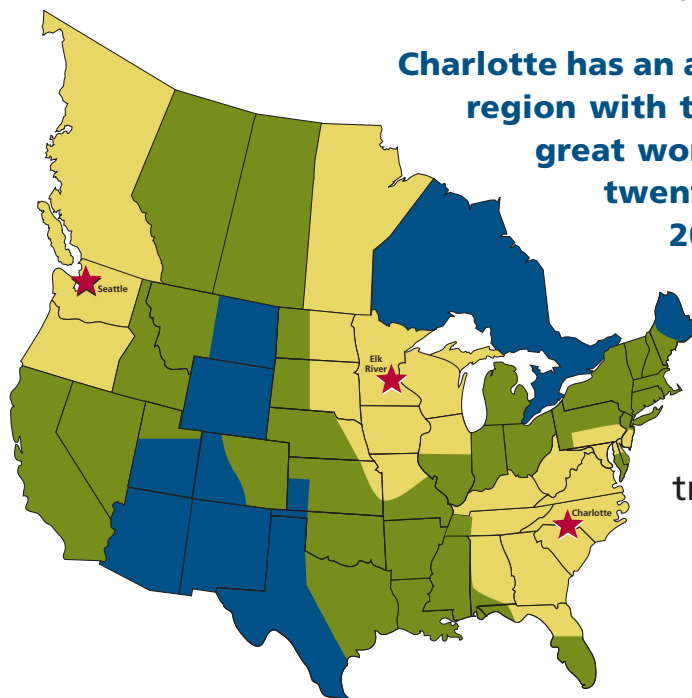 Charlotte has an a
region with t
great wor
twent
20
Seattle
Elk
River
tr
Charlotte